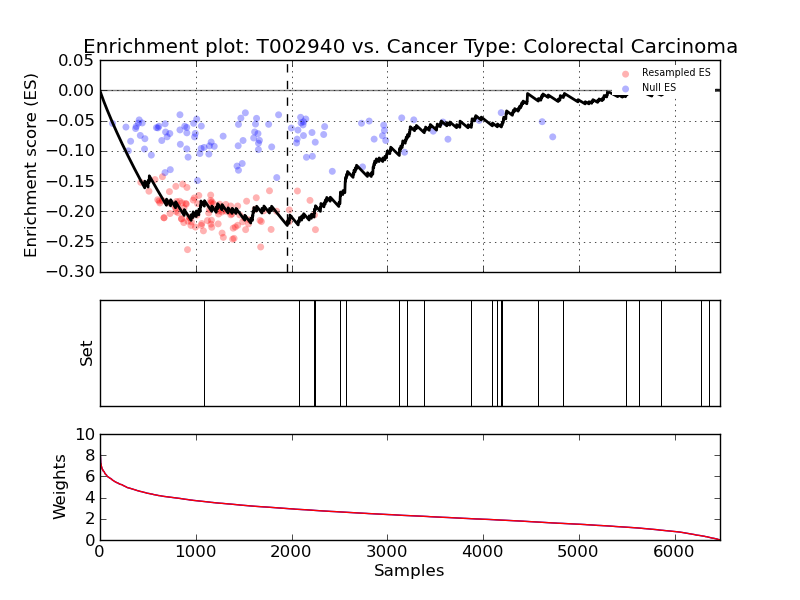 Enrichment plot: T002940 vs. Cancer Type: Colorectal Carcinoma
Enrichment score (ES)
0.05
0.00
−0.05
−0.10
−0.15
−0.20
−0.25
−0.30
Resampled ES
Null ES
Set
Weights
10
8
6
4
2
0
0 1000 2000 3000 4000 5000 6000
Samples